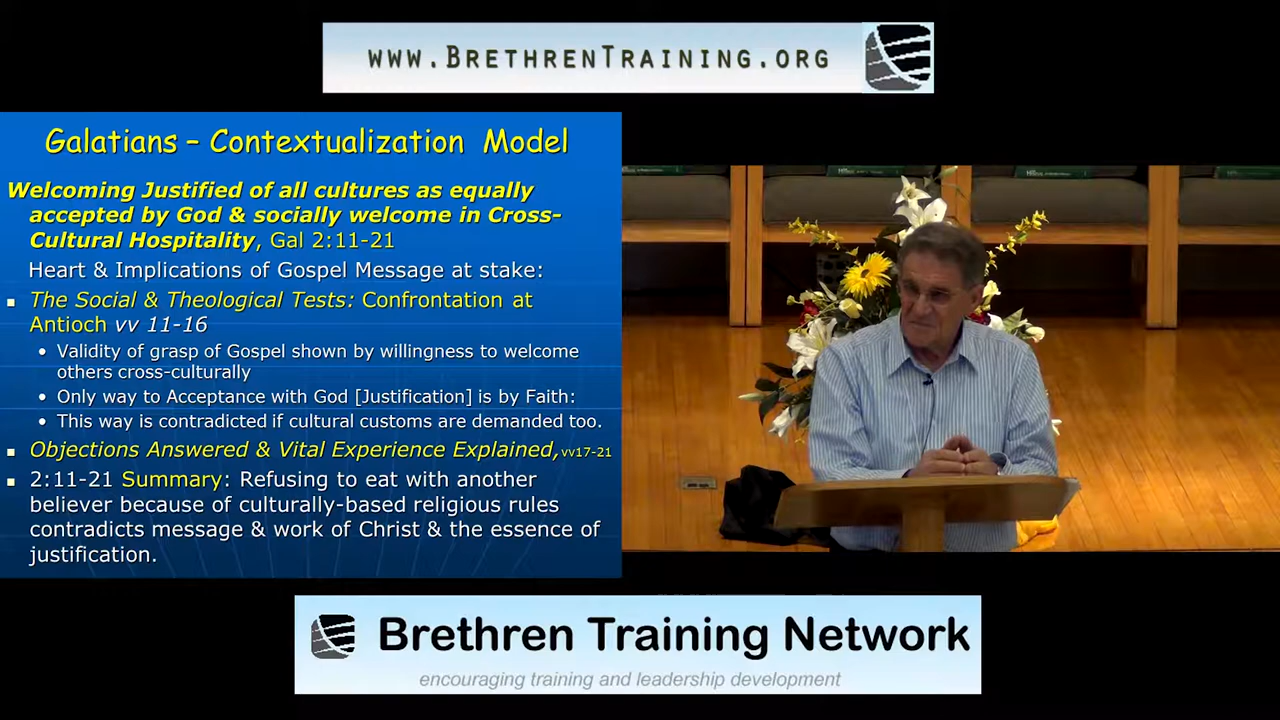 www.BrethrenTraining.org
Galatians – Contextualization Model
Welcoming Justified of all cultures as equally
accepted by God & socially welcome in Cross-
Cultural Hospitality, Gal 2:11-21
Heart & Implications of Gospel Message at stake:
The Social & Theological Tests: Confrontation at
Antioch vv 11-16
• Validity of grasp of Gospel shown by willingness to welcome
others cross-culturally
• Only way to Acceptance with God [Justification] is by Faith:
• This way is contradicted if cultural customs are demanded too.
Objections Answered & Vital Experience Explained,vv17-21
2:11-21 Summary: Refusing to eat with another
believer because of culturally-based religious rules
contradicts message & work of Christ & the essence of
justification.
Brethren Training Network
encouraging training and leadership development